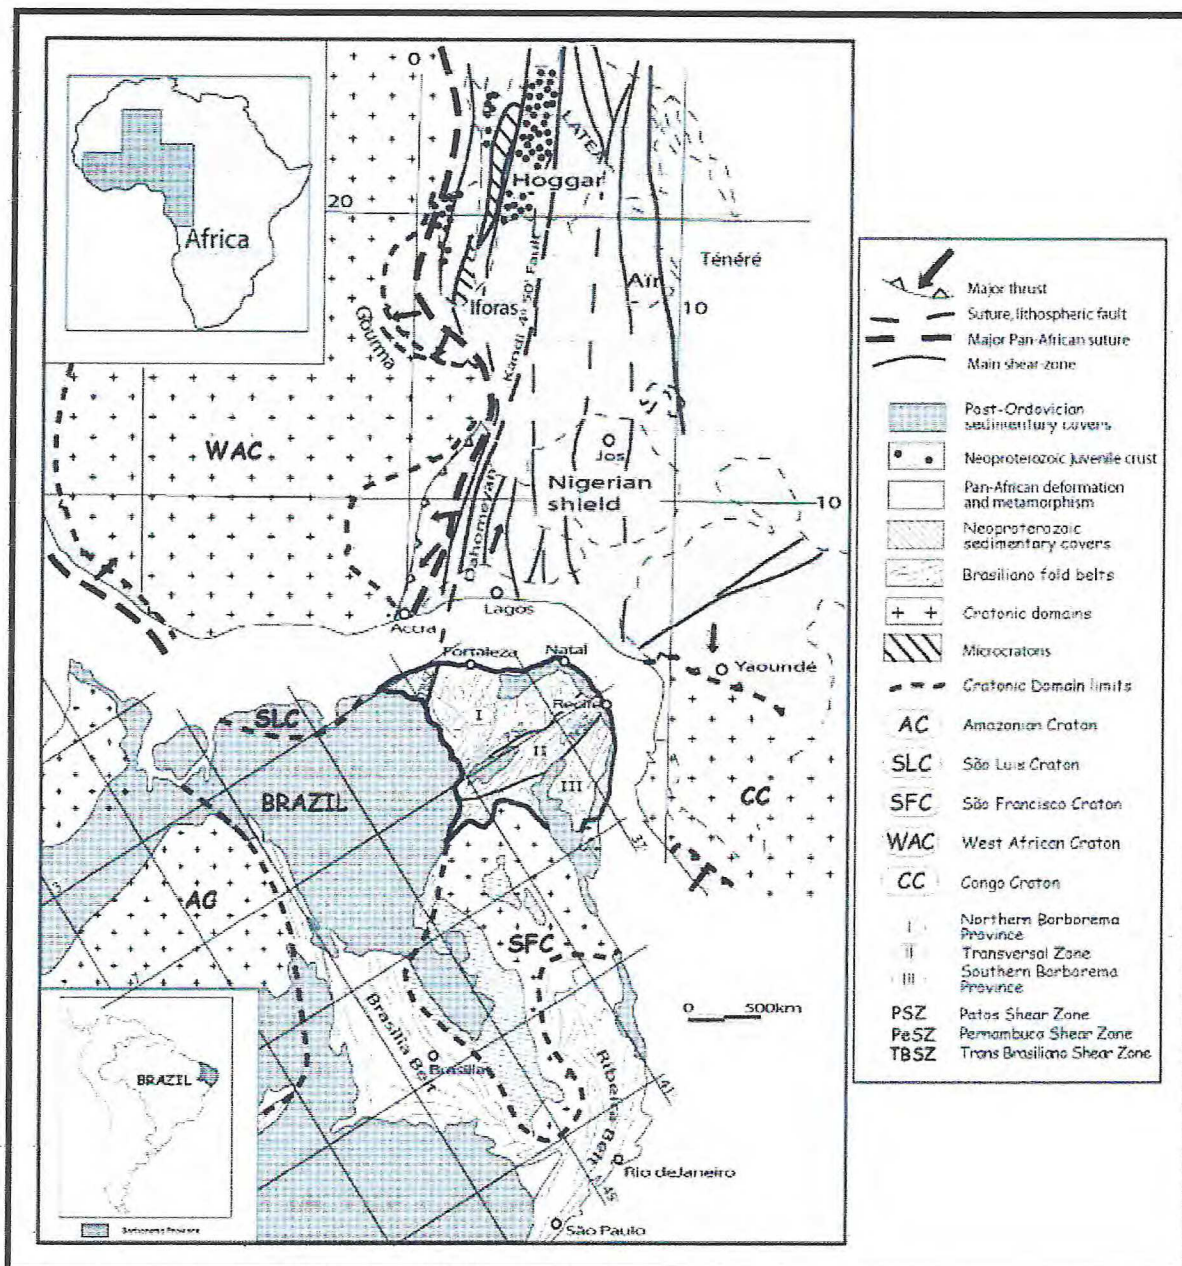 0
LATEA
Hoggar
20
Africa
Ténéré
Aïr
Iforas
Kandi 4° 50' Fault
10
Gourma
WAC
Jos
Nigerian
shield
10
Dahomeyan
Lagos
Accra
Fortaleza
Natal
Yaoundé
SLC
Recife
I
II
BRAZIL
III
CC
37
AC
SFC
0 500km
Brasília Belt
Brasília
Ribeira Belt
41
BRAZIL
Rio deJaneiro
45
São Paulo
Borborema Province
Major thrust
Suture, lithospheric fault
Major Pan-African suture
Main shear-zone
Post-Ordovician
sedimentary covers
Neoproterozoic juvenile crust
Pan-African deformation
and metamorphism
Neoproterozoic
sedimentary covers
Brasiliano fold belts
Cratonic domains
Microcratons
Cratonic Domain limits
AC Amazonian Craton
SLC São Luis Craton
SFC São Francisco Craton
WAC West African Craton
CC Congo Craton
I Northern Borborema
Province
II Transversal Zone
III Southern Borborema
Province
PSZ Patos Shear Zone
PeSZ Pernambuco Shear Zone
TBSZ Trans Brasiliano Shear Zone